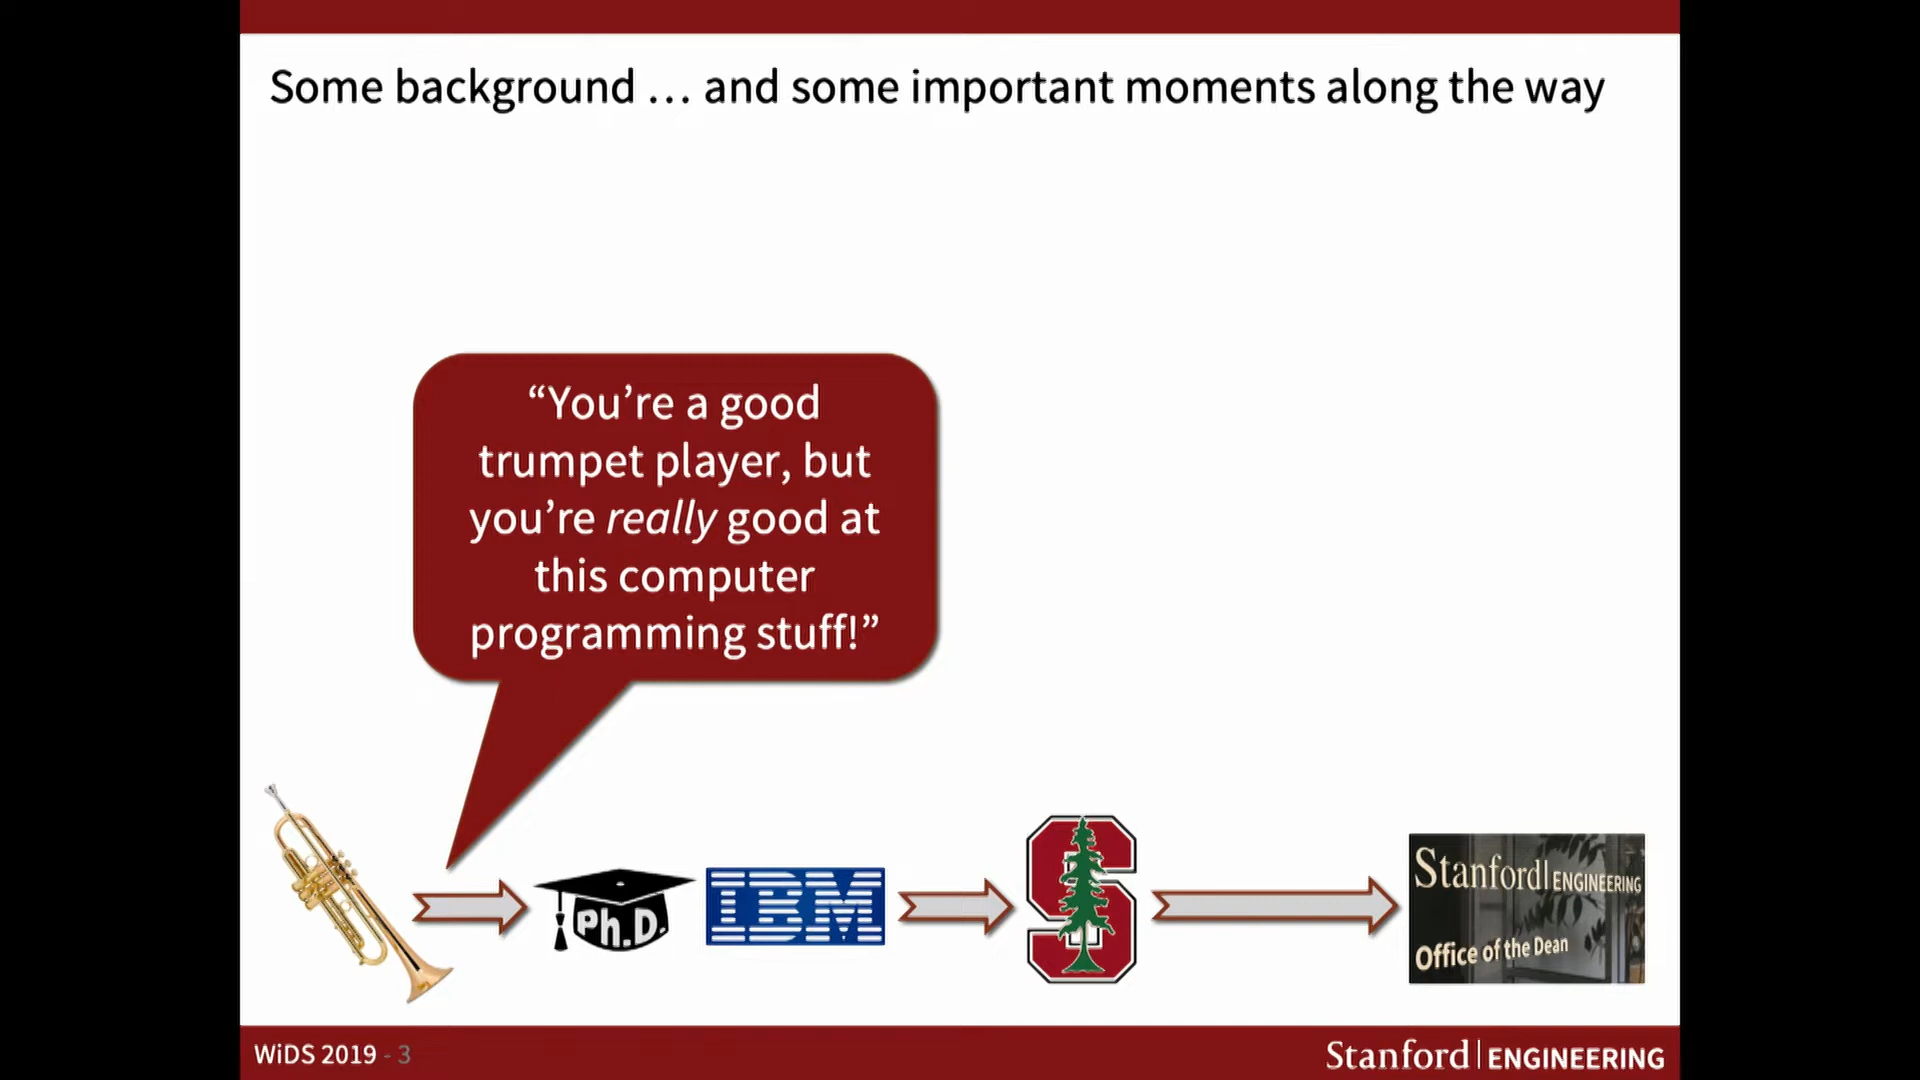 Some background … and some important moments along the way
“You’re a good
trumpet player, but
you’re really good at
this computer
programming stuff!”
Ph.D.
IBM
S
Stanford | ENGINEERING
Office of the Dean
WiDS 2019 - 3
Stanford | ENGINEERING